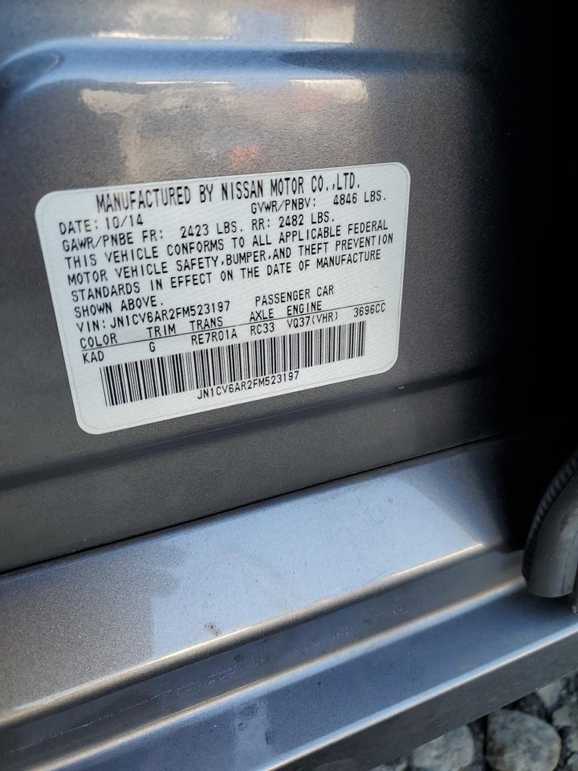 MANUFACTURED BY NISSAN MOTOR CO.,LTD.
DATE: 10/14 GVWR/PNBV: 4846 LBS.
GAWR/PNBE FR: 2423 LBS. RR: 2482 LBS.
THIS VEHICLE CONFORMS TO ALL APPLICABLE FEDERAL
MOTOR VEHICLE SAFETY,BUMPER,AND THEFT PREVENTION
STANDARDS IN EFFECT ON THE DATE OF MANUFACTURE
SHOWN ABOVE.
VIN: JN1CV6AR2FM523197 PASSENGER CAR
COLOR TRIM TRANS AXLE ENGINE
KAD G RE7R01A RC33 VQ37(VHR) 3696CC
JN1CV6AR2FM523197